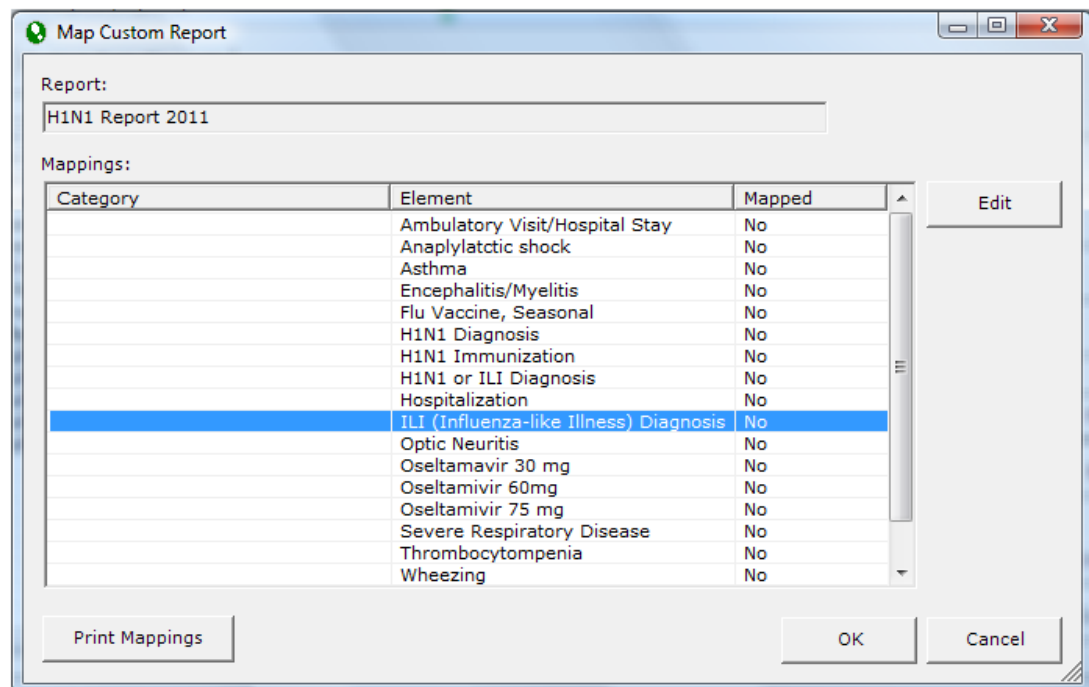 Map Custom Report
Report:
H1N1 Report 2011
Mappings:
Category Element Mapped
Edit
Ambulatory Visit/Hospital Stay No
Anaplylatctic shock No
Asthma No
Encephalitis/Myelitis No
Flu Vaccine, Seasonal No
H1N1 Diagnosis No
H1N1 Immunization No
H1N1 or ILI Diagnosis No
Hospitalization No
ILI (Influenza-like Illness) Diagnosis No
Optic Neuritis No
Oseltamavir 30 mg No
Oseltamivir 60mg No
Oseltamivir 75 mg No
Severe Respiratory Disease No
Thrombocytompenia No
Wheezing No
Print Mappings OK Cancel